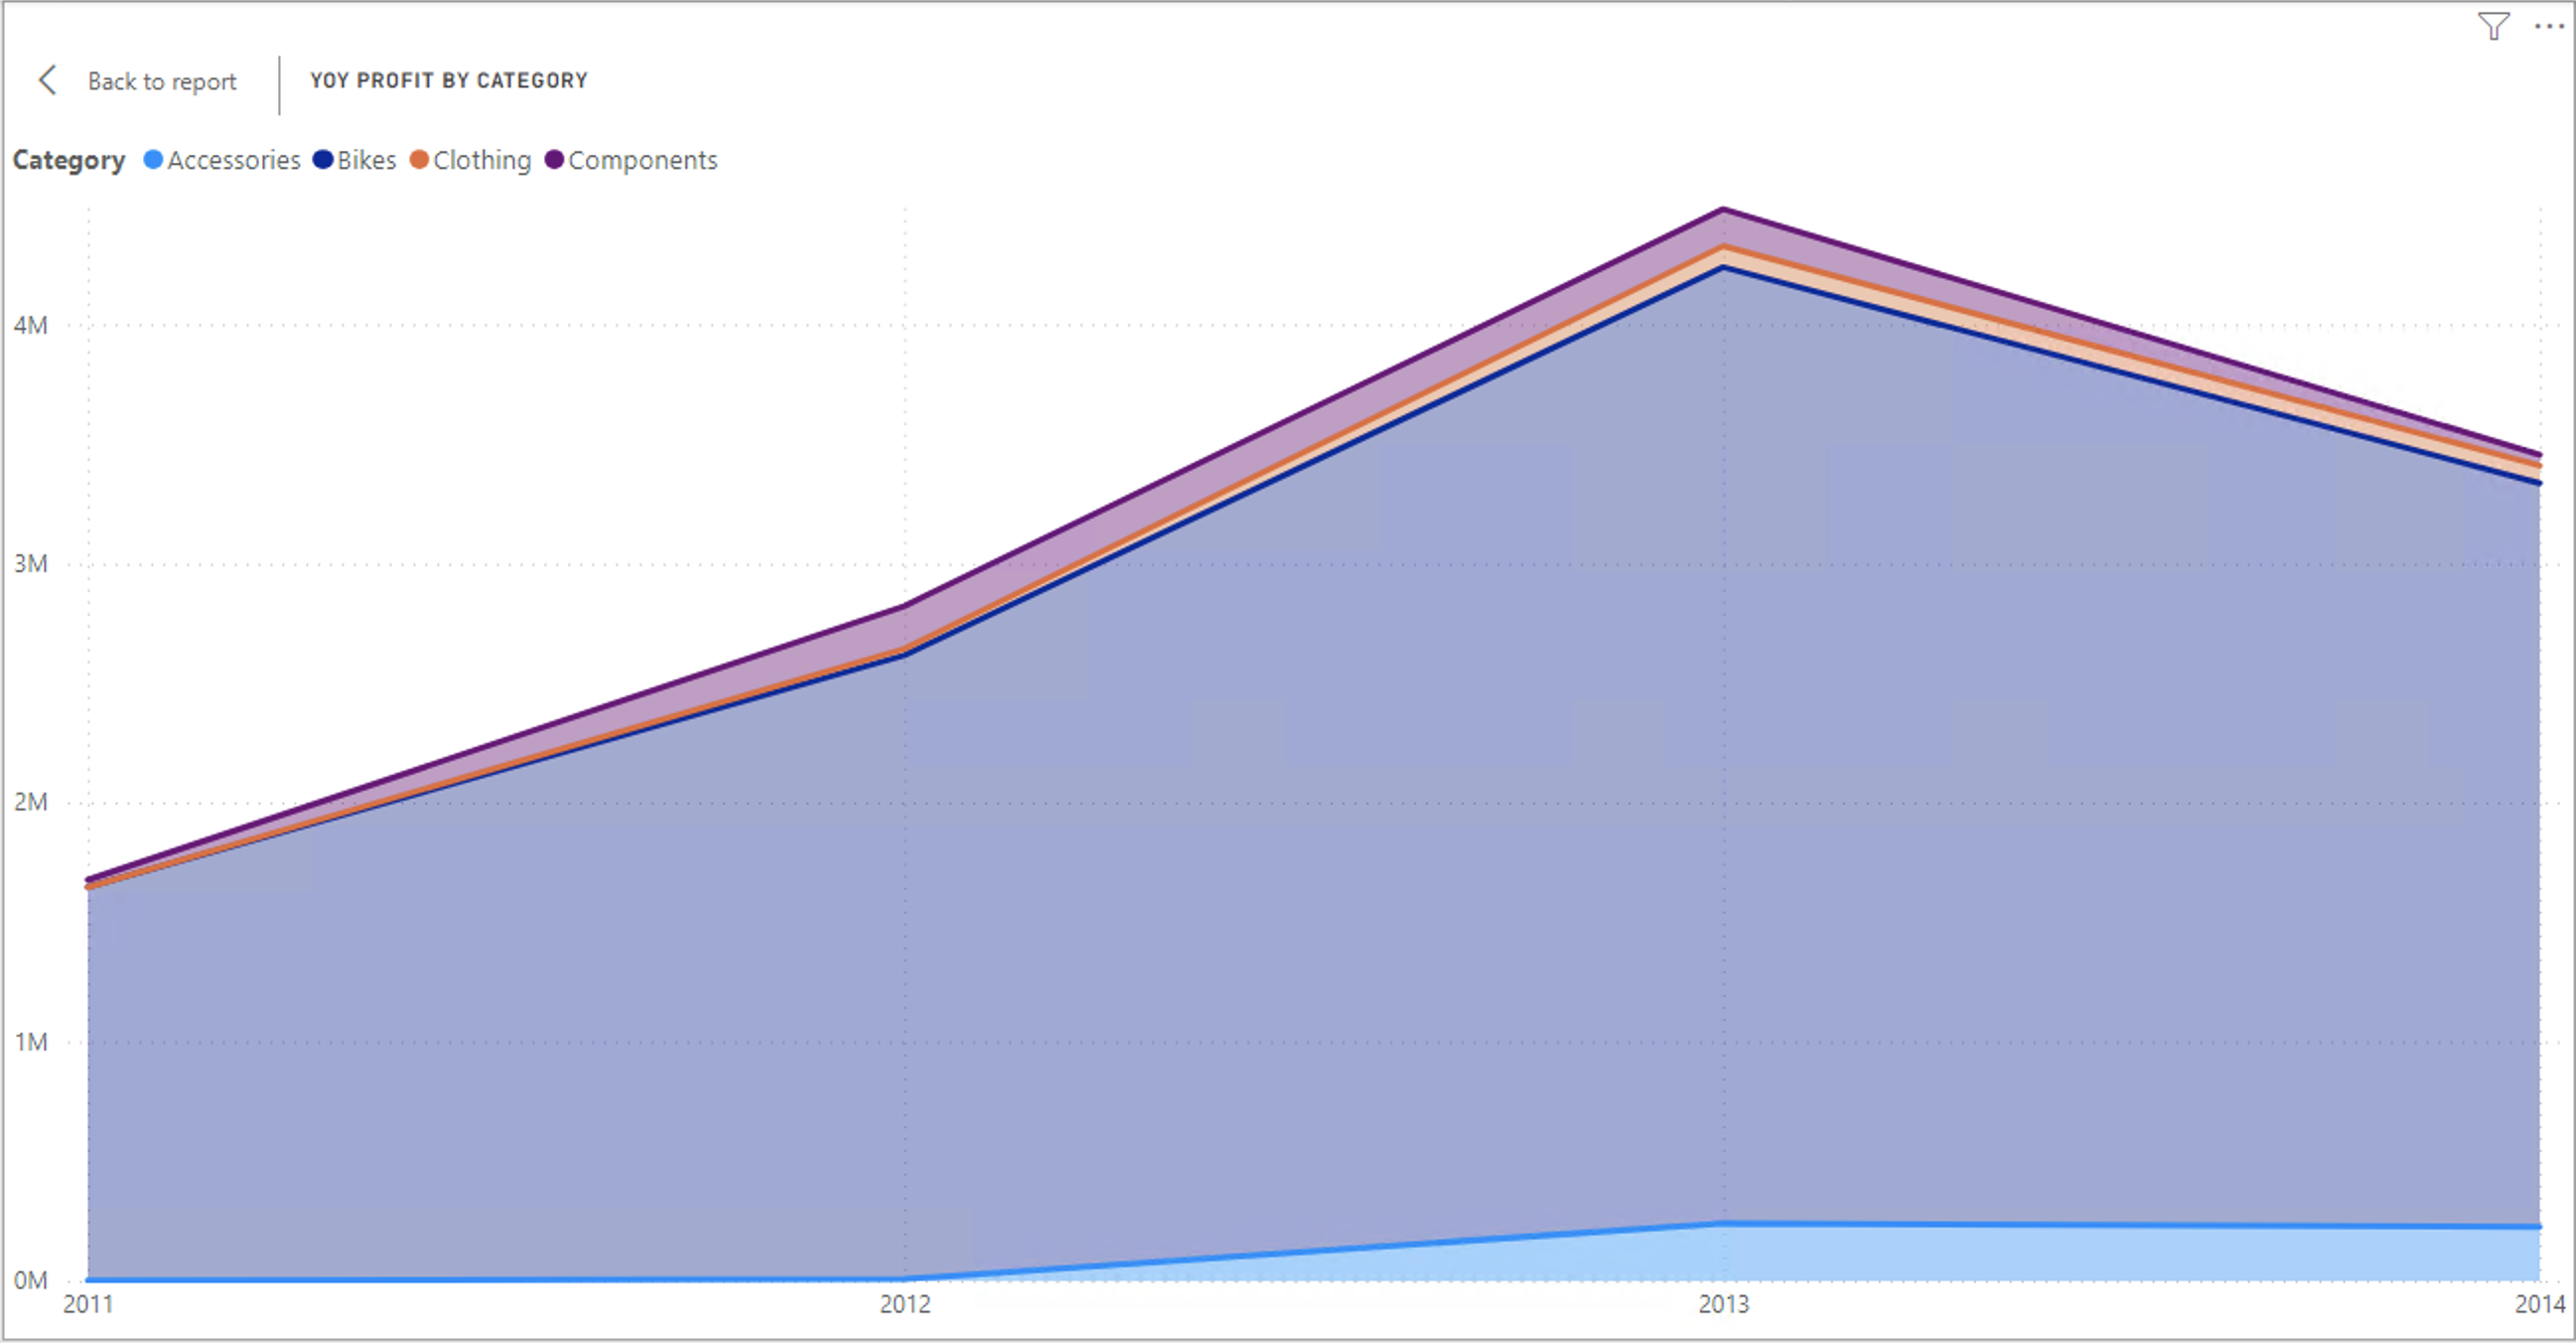 Back to report
YOY PROFIT BY CATEGORY
Category Accessories Bikes Clothing Components
4M
3M
2M
1M
0M
2011 2012 2013 2014